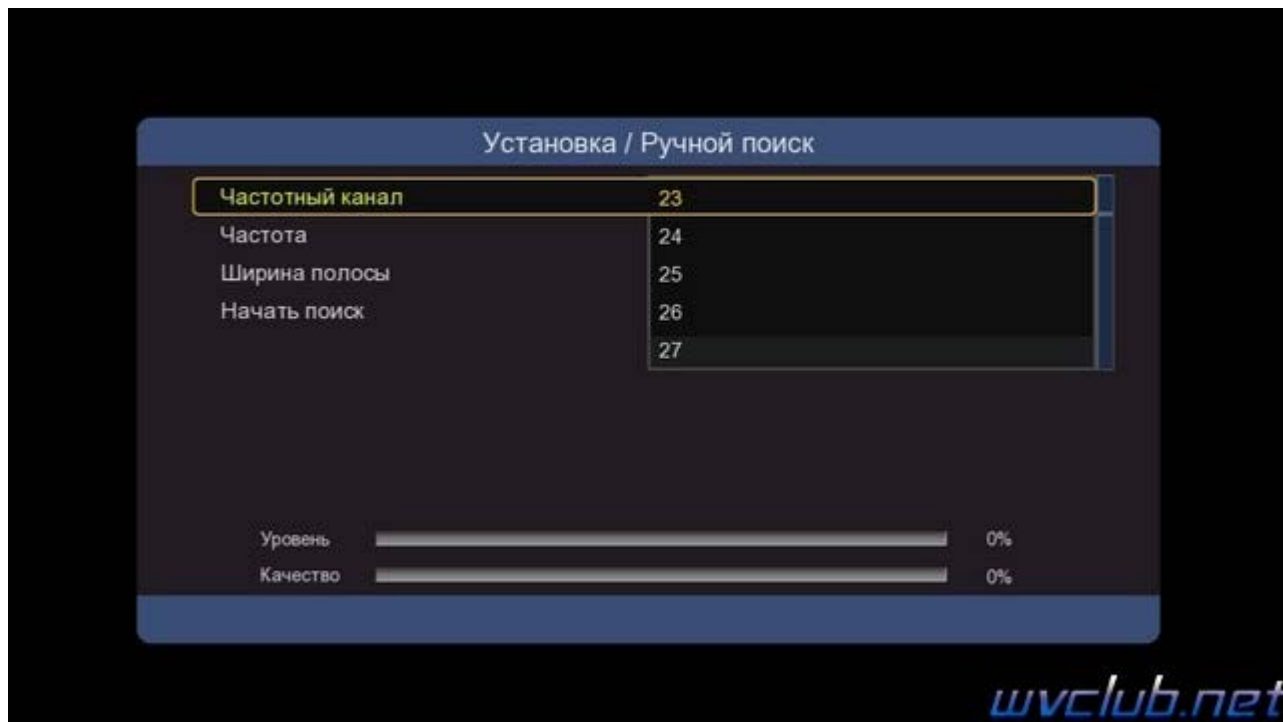 Установка / Ручной поиск
Частотный канал 23
Частота 24
Ширина полосы 25
Начать поиск 26
27
Уровень 0%
Качество 0%
wvclub.net